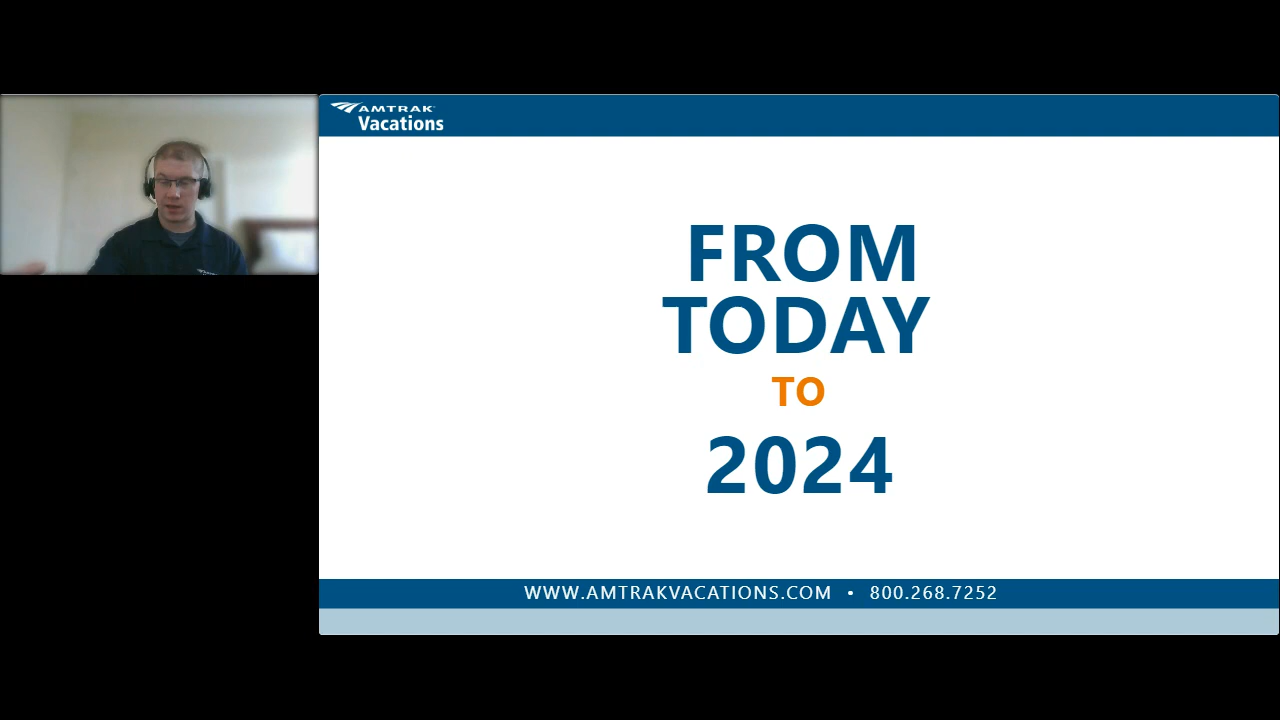 AMTRAK
Vacations
FROM
TODAY
TO
2024
WWW.AMTRAKVACATIONS.COM • 800.268.7252